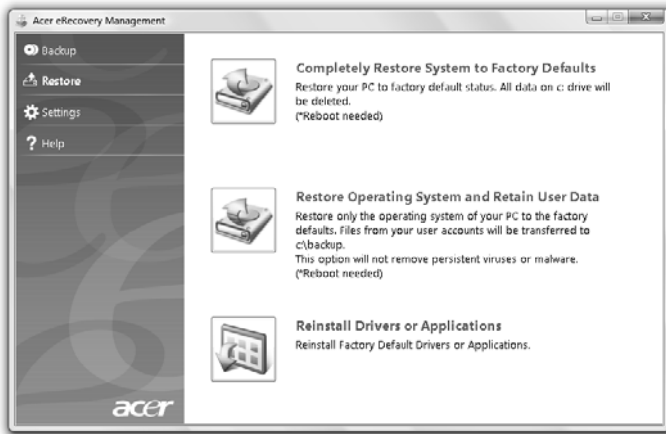 Acer eRecovery Management
Backup
Restore
Settings
Help
Completely Restore System to Factory Defaults
Restore your PC to factory default status. All data on c: drive will
be deleted.
(*Reboot needed)
Restore Operating System and Retain User Data
Restore only the operating system of your PC to the factory
defaults. Files from your user accounts will be transferred to
c:\backup.
This option will not remove persistent viruses or malware.
(*Reboot needed)
Reinstall Drivers or Applications
Reinstall Factory Default Drivers or Applications.
acer